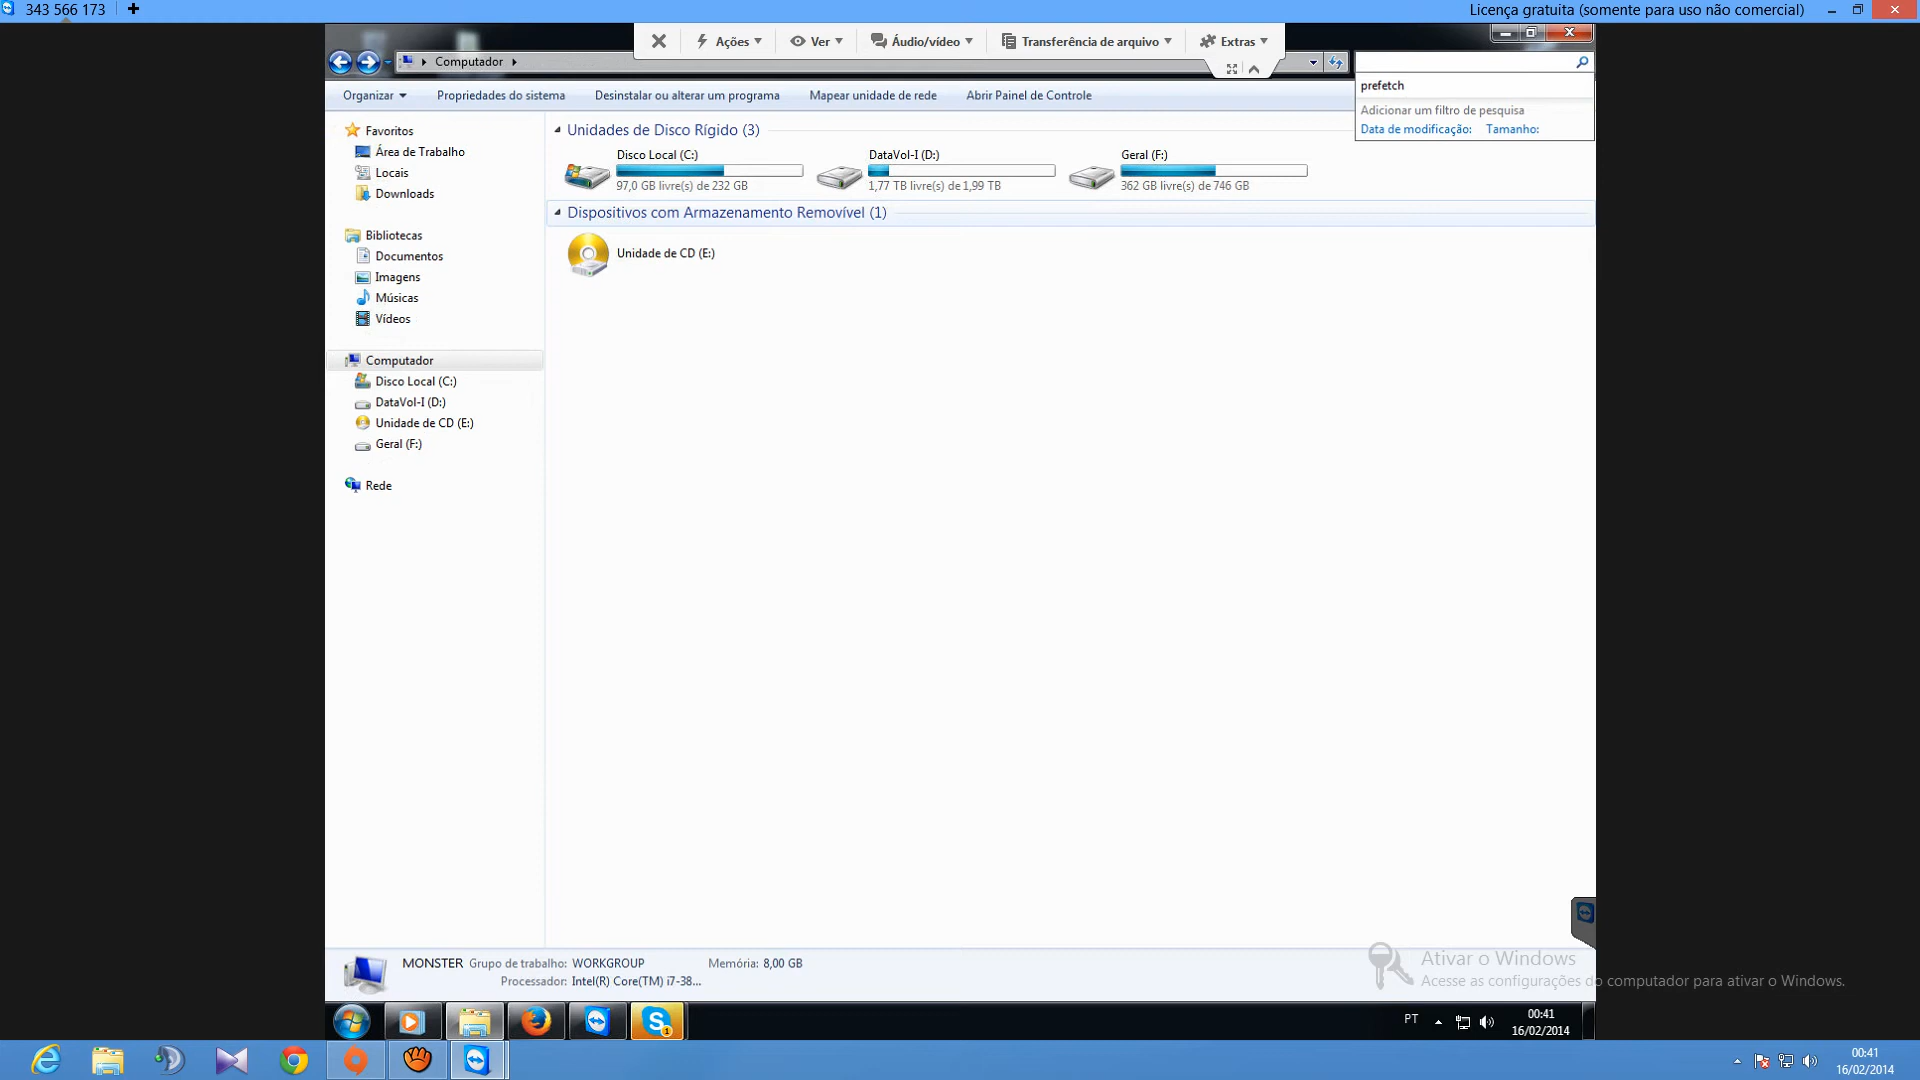 343 566 173
Licença gratuita (somente para uso não comercial)
Ações
Ver
Áudio/vídeo
Transferência de arquivo
Extras
Computador
prefetch
Adicionar um filtro de pesquisa
Data de modificação: Tamanho:
Organizar
Propriedades do sistema
Desinstalar ou alterar um programa
Mapear unidade de rede
Abrir Painel de Controle
Favoritos
Área de Trabalho
Locais
Downloads
Bibliotecas
Documentos
Imagens
Músicas
Vídeos
Computador
Disco Local (C:)
DataVol-I (D:)
Unidade de CD (E:)
Geral (F:)
Rede
Unidades de Disco Rígido (3)
Disco Local (C:)
97,0 GB livre(s) de 232 GB
DataVol-I (D:)
1,77 TB livre(s) de 1,99 TB
Geral (F:)
362 GB livre(s) de 746 GB
Dispositivos com Armazenamento Removível (1)
Unidade de CD (E:)
MONSTER Grupo de trabalho: WORKGROUP Memória: 8,00 GB
Processador: Intel(R) Core(TM) i7-38...
Ativar o Windows
Acesse as configurações do computador para ativar o Windows.
1
PT
00:41
16/02/2014
00:41
16/02/2014